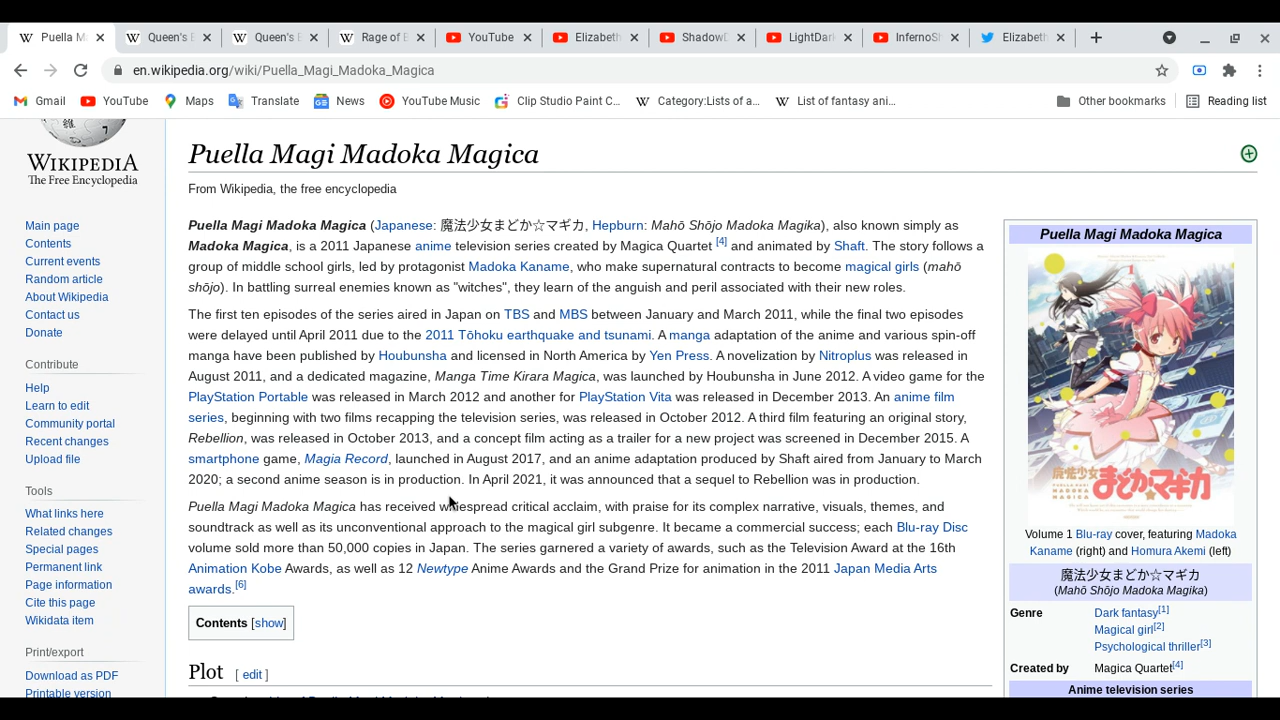 Puella M
Queen's E
Queen's E
Rage of B
YouTube
Elizabeth
ShadowD
LightDark
InfernoSh
Elizabeth
en.wikipedia.org/wiki/Puella_Magi_Madoka_Magica
Gmail
YouTube
Maps
Translate
News
YouTube Music
Clip Studio Paint C...
Category:Lists of a...
List of fantasy ani...
Other bookmarks
Reading list
WIKIPEDIA
The Free Encyclopedia
Main page
Contents
Current events
Random article
About Wikipedia
Contact us
Donate
Contribute
Help
Learn to edit
Community portal
Recent changes
Upload file
Tools
What links here
Related changes
Special pages
Permanent link
Page information
Cite this page
Wikidata item
Print/export
Download as PDF
Printable version
Puella Magi Madoka Magica
From Wikipedia, the free encyclopedia
Puella Magi Madoka Magica (Japanese: 魔法少女まどか☆マギカ, Hepburn: Mahō Shōjo Madoka Magika), also known simply as
Madoka Magica, is a 2011 Japanese anime television series created by Magica Quartet [4] and animated by Shaft. The story follows a
group of middle school girls, led by protagonist Madoka Kaname, who make supernatural contracts to become magical girls (mahō
shōjo). In battling surreal enemies known as "witches", they learn of the anguish and peril associated with their new roles.
The first ten episodes of the series aired in Japan on TBS and MBS between January and March 2011, while the final two episodes
were delayed until April 2011 due to the 2011 Tōhoku earthquake and tsunami. A manga adaptation of the anime and various spin-off
manga have been published by Houbunsha and licensed in North America by Yen Press. A novelization by Nitroplus was released in
August 2011, and a dedicated magazine, Manga Time Kirara Magica, was launched by Houbunsha in June 2012. A video game for the
PlayStation Portable was released in March 2012 and another for PlayStation Vita was released in December 2013. An anime film
series, beginning with two films recapping the television series, was released in October 2012. A third film featuring an original story,
Rebellion, was released in October 2013, and a concept film acting as a trailer for a new project was screened in December 2015. A
smartphone game, Magia Record, launched in August 2017, and an anime adaptation produced by Shaft aired from January to March
2020; a second anime season is in production. In April 2021, it was announced that a sequel to Rebellion was in production.
Puella Magi Madoka Magica has received widespread critical acclaim, with praise for its complex narrative, visuals, themes, and
soundtrack as well as its unconventional approach to the magical girl subgenre. It became a commercial success; each Blu-ray Disc
volume sold more than 50,000 copies in Japan. The series garnered a variety of awards, such as the Television Award at the 16th
Animation Kobe Awards, as well as 12 Newtype Anime Awards and the Grand Prize for animation in the 2011 Japan Media Arts
awards.[6]
Contents [show]
Plot [ edit ]
Puella Magi Madoka Magica
魔法少女
まどか☆マギカ
Volume 1 Blu-ray cover, featuring Madoka
Kaname (right) and Homura Akemi (left)
魔法少女まどか☆マギカ
(Mahō Shōjo Madoka Magika)
Genre Dark fantasy[1]
Magical girl[2]
Psychological thriller[3]
Created by Magica Quartet[4]
Anime television series